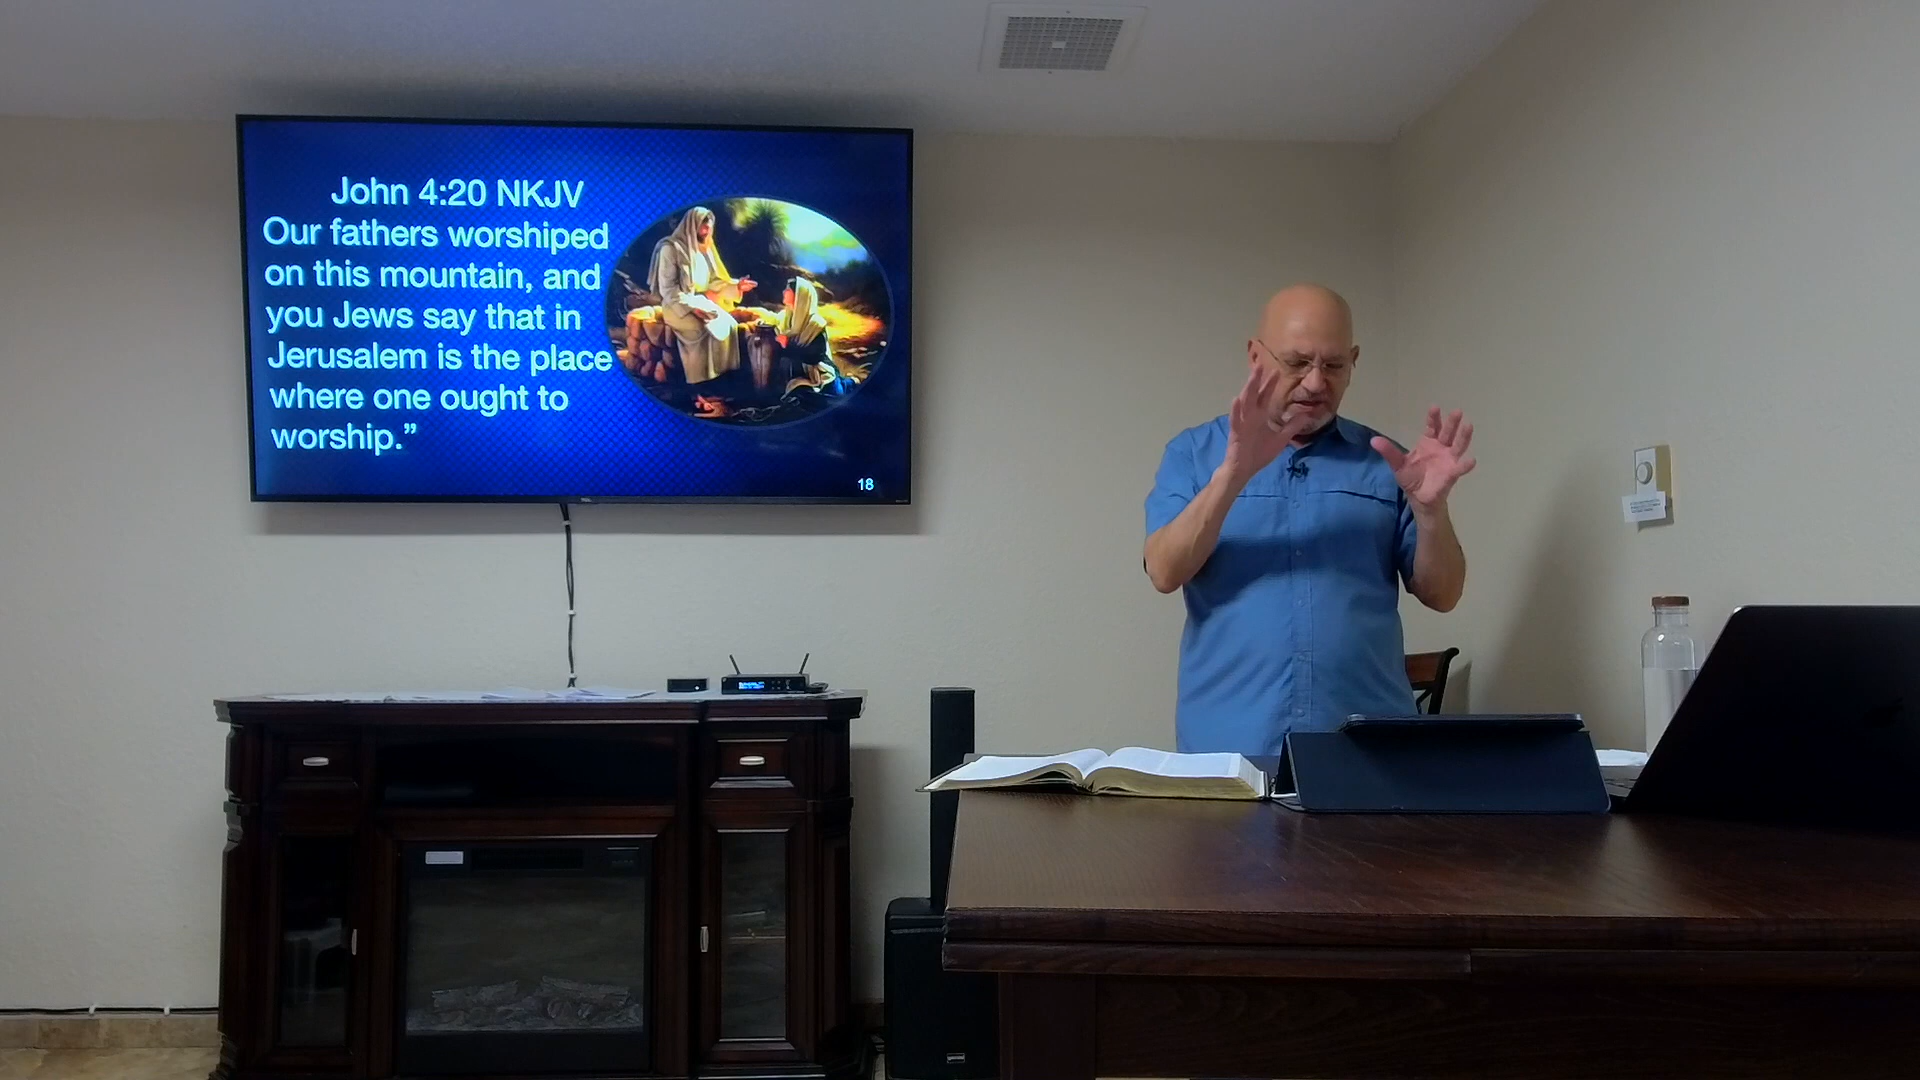 John 4:20 NKJV
Our fathers worshiped
on this mountain, and
you Jews say that in
Jerusalem is the place
where one ought to
worship.”
18
TCL